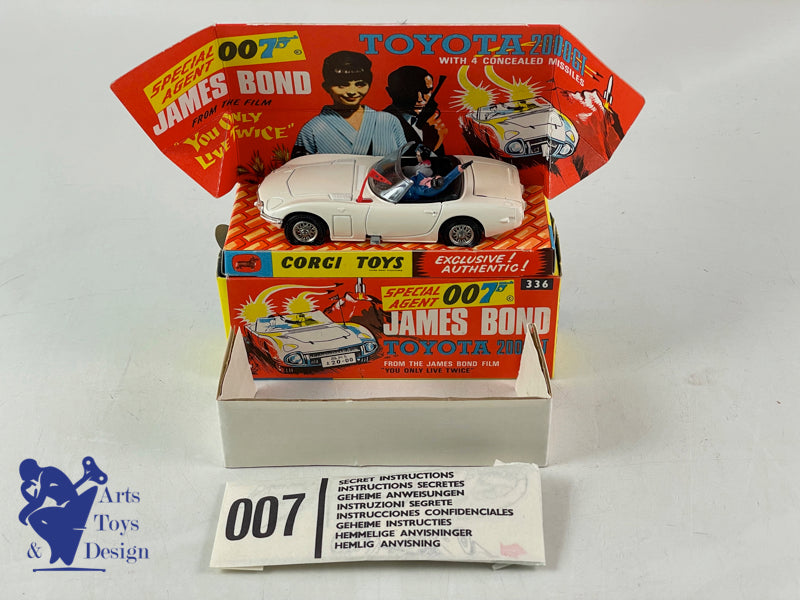 SPECIAL AGENT 007
JAMES BOND
FROM THE FILM
"YOU ONLY
LIVE TWICE"
TOYOTA 2000GT
WITH 4 CONCEALED MISSILES
CORGI TOYS
EXCLUSIVE!
AUTHENTIC!
336
SPECIAL AGENT 007
JAMES BOND
TOYOTA 2000GT
FROM THE JAMES BOND FILM
"YOU ONLY LIVE TWICE"
20-00
007
SECRET INSTRUCTIONS
INSTRUCTIONS SECRETES
GEHEIME ANWEISUNGEN
INSTRUZIONI SEGRETE
INSTRUCCIONES CONFIDENCIALES
GEHEIME INSTRUCTIES
HEMMELIGE ANVISNINGER
HEMLIG ANVISNING
Arts
Toys
& Design